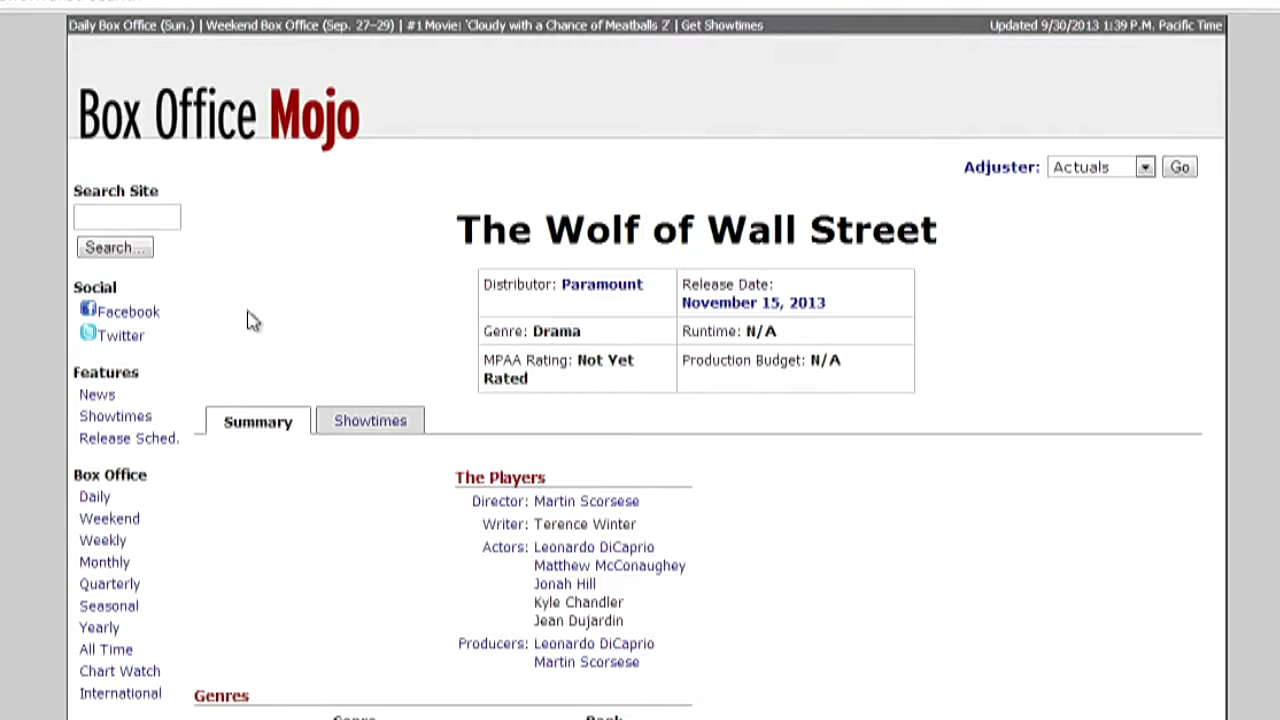 Daily Box Office (Sun.) | Weekend Box Office (Sep. 27–29) | #1 Movie: 'Cloudy with a Chance of Meatballs 2' | Get Showtimes
Updated 9/30/2013 1:39 P.M. Pacific Time
Box Office Mojo
Adjuster: Actuals Go
Search Site
Search...
The Wolf of Wall Street
Distributor: Paramount
Release Date:
November 15, 2013
Genre: Drama
Runtime: N/A
MPAA Rating: Not Yet
Rated
Production Budget: N/A
Social
Facebook
Twitter
Features
News
Showtimes
Release Sched.
Summary
Showtimes
Box Office
Daily
Weekend
Weekly
Monthly
Quarterly
Seasonal
Yearly
All Time
Chart Watch
International
The Players
Director: Martin Scorsese
Writer: Terence Winter
Actors: Leonardo DiCaprio
Matthew McConaughey
Jonah Hill
Kyle Chandler
Jean Dujardin
Producers: Leonardo DiCaprio
Martin Scorsese
Genres
Genre Rank